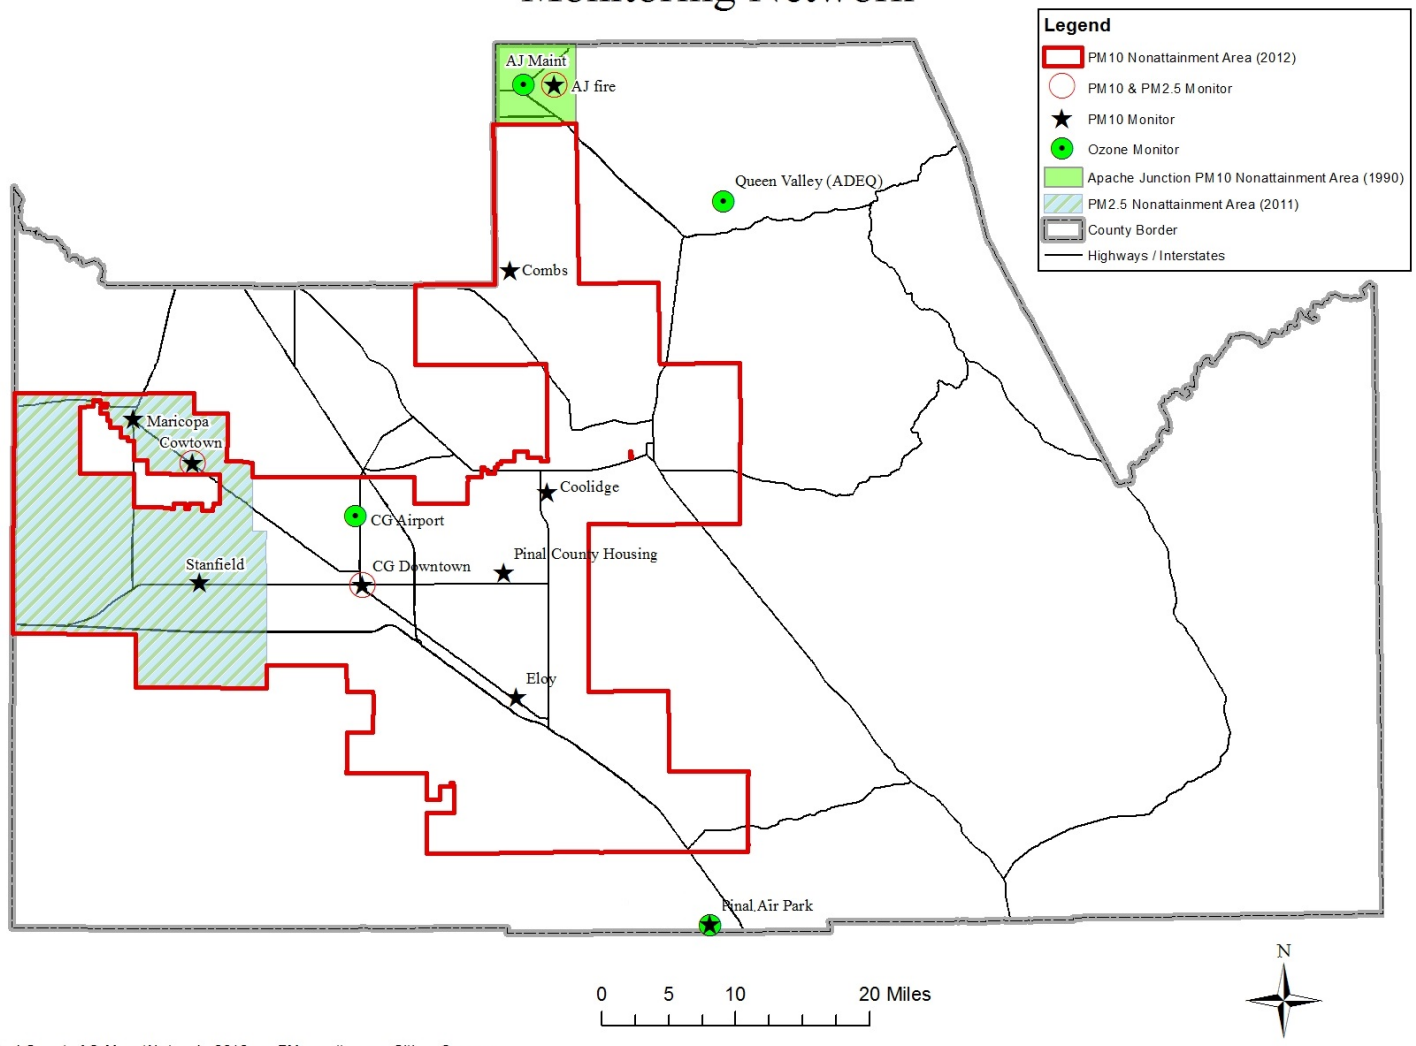 Monitoring Network
Legend
PM10 Nonattainment Area (2012)
PM10 & PM2.5 Monitor
PM10 Monitor
Ozone Monitor
Apache Junction PM10 Nonattainment Area (1990)
PM2.5 Nonattainment Area (2011)
County Border
Highways / Interstates
AJ Maint
AJ fire
Queen Valley (ADEQ)
Combs
Maricopa
Cowtown
Coolidge
CG Airport
Pinal County Housing
Stanfield
CG Downtown
Eloy
Pinal Air Park
N
0 5 10 20 Miles